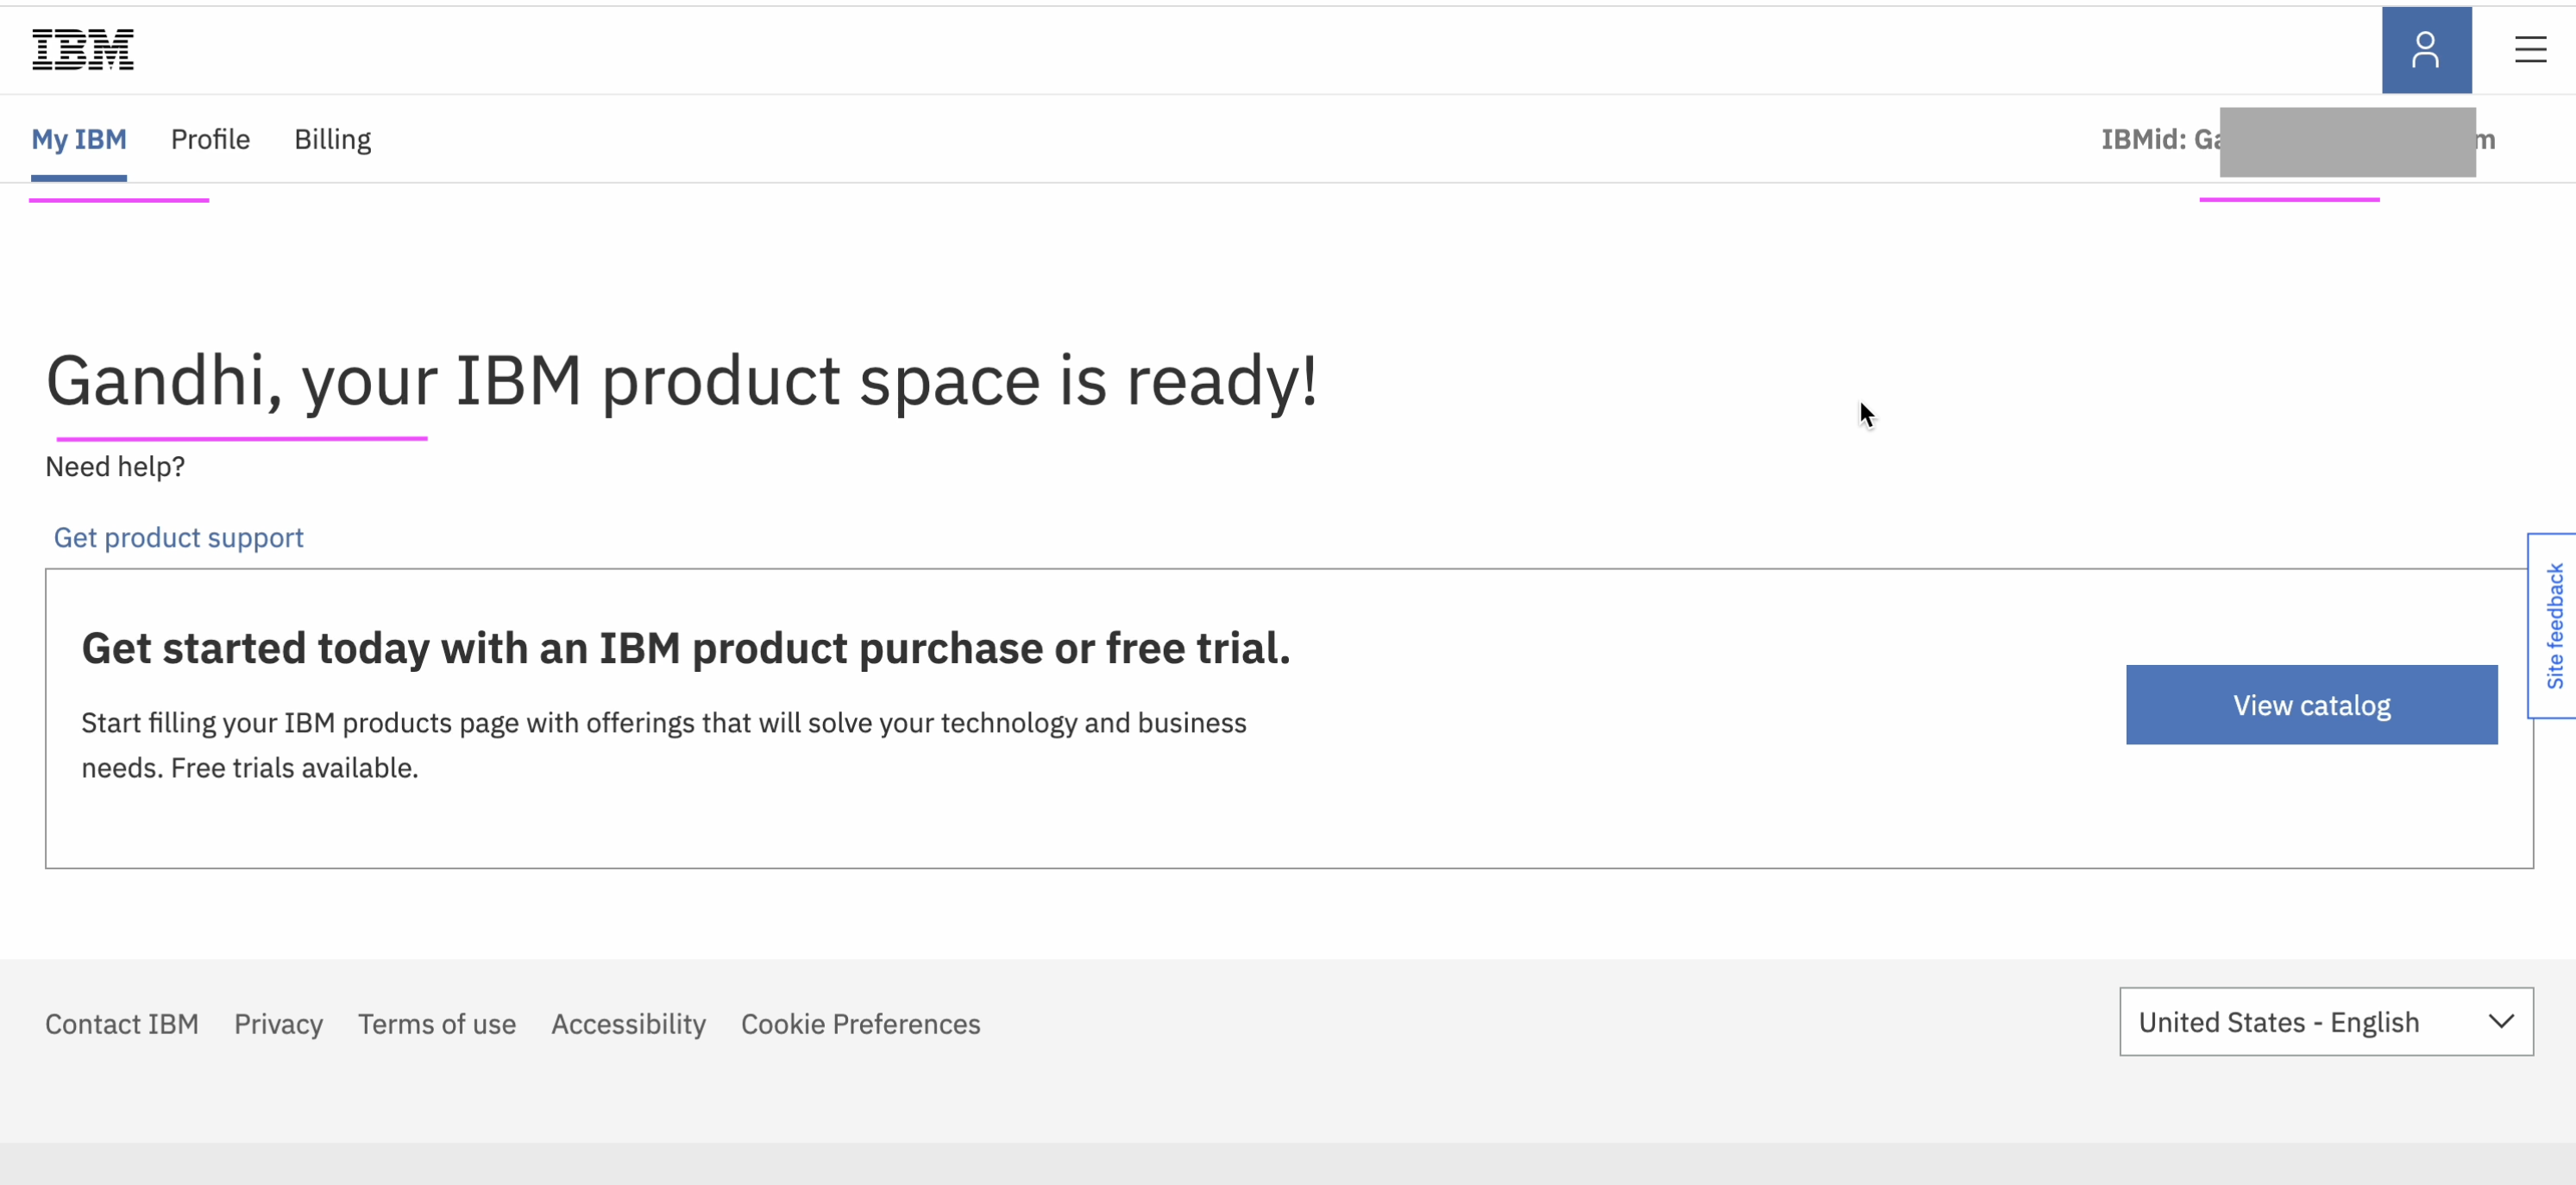 IBM
My IBM Profile Billing IBMid:
Gandhi, your IBM product space is ready!
Need help?
Get product support
Site feedback
Get started today with an IBM product purchase or free trial.
Start filling your IBM products page with offerings that will solve your technology and business
needs. Free trials available.
View catalog
Contact IBM Privacy Terms of use Accessibility Cookie Preferences
United States - English